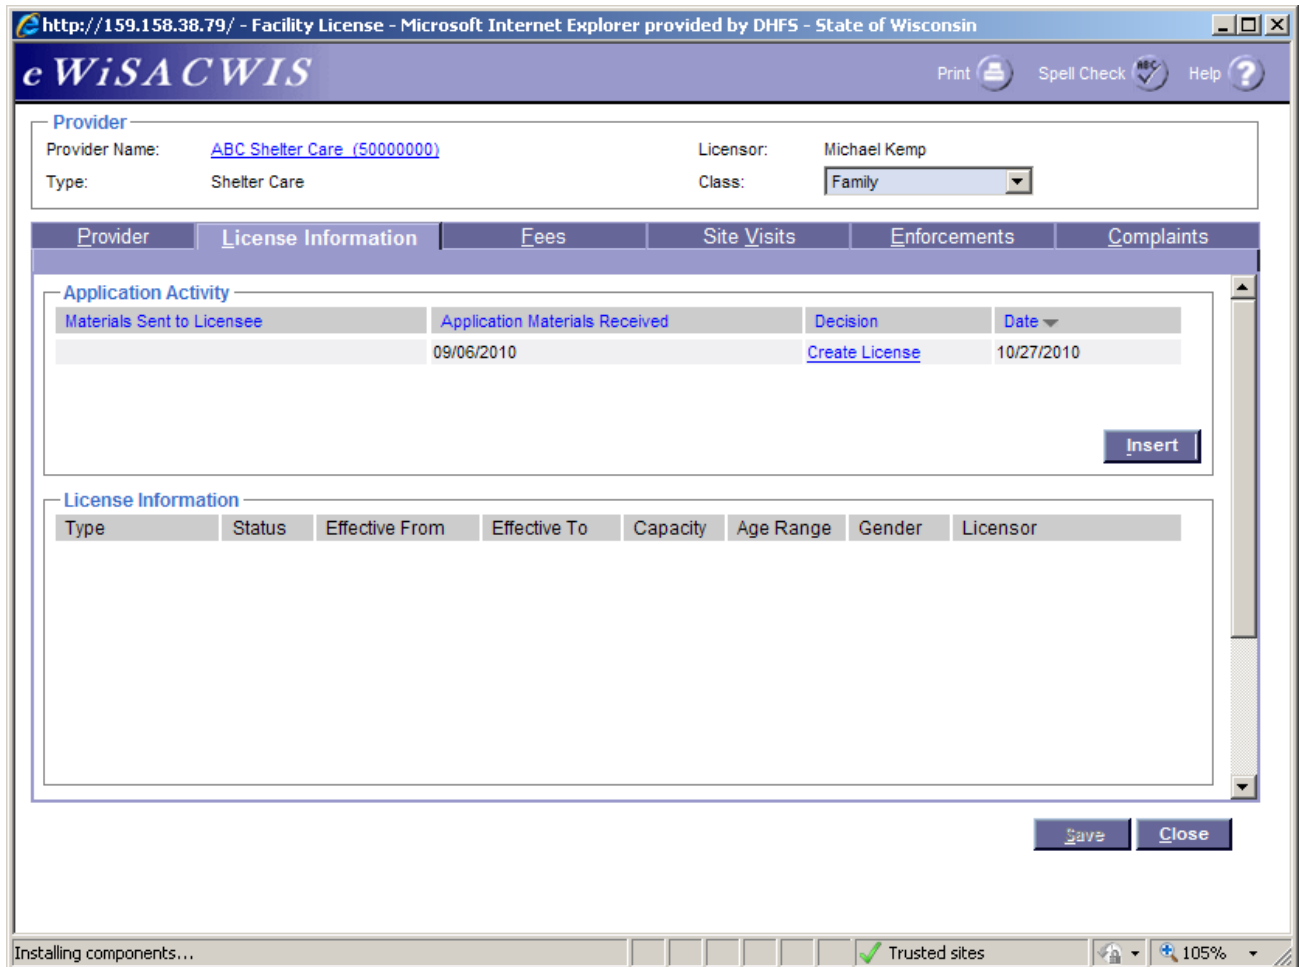 http://159.158.38.79/ - Facility License - Microsoft Internet Explorer provided by DHFS - State of Wisconsin
eWiSACWIS Print Spell Check ABC Help ?
Provider
Provider Name: ABC Shelter Care (50000000) Licensor: Michael Kemp
Type: Shelter Care Class: Family
Provider License Information Fees Site Visits Enforcements Complaints
Application Activity
Materials Sent to Licensee Application Materials Received Decision Date
09/06/2010 Create License 10/27/2010
Insert
License Information
Type Status Effective From Effective To Capacity Age Range Gender Licensor
Save Close
Installing components... Trusted sites 105%